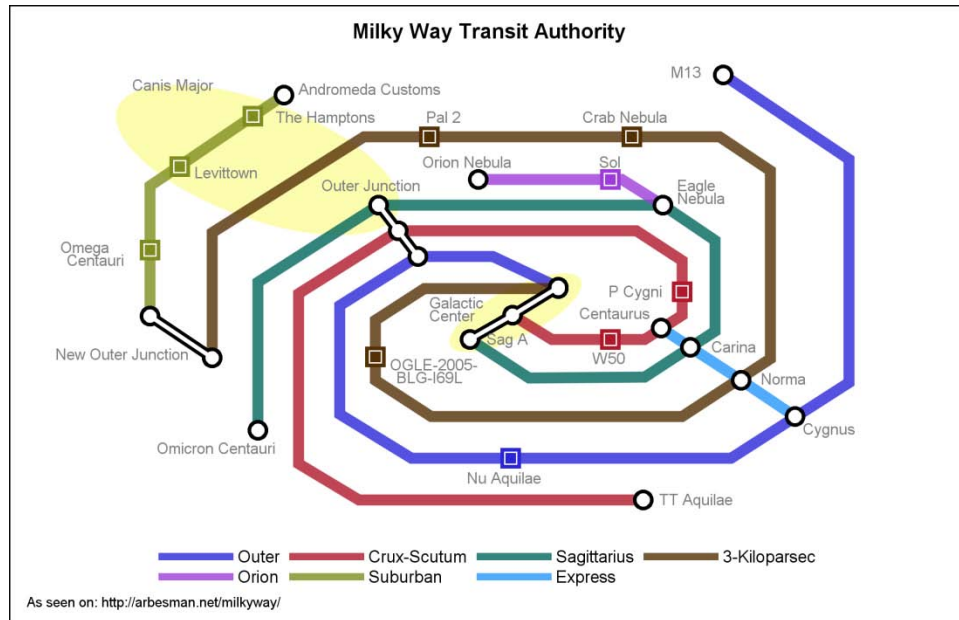 Milky Way Transit Authority
M13
Canis Major
Andromeda Customs
The Hamptons
Pal 2
Crab Nebula
Levittown
Orion Nebula
Sol
Outer Junction
Eagle
Nebula
Omega
Centauri
Galactic
Center
P Cygni
Centaurus
Sag A
New Outer Junction
W50
Carina
OGLE-2005-
BLG-I69L
Norma
Omicron Centauri
Cygnus
Nu Aquilae
TT Aquilae
Outer
Crux-Scutum
Sagittarius
3-Kiloparsec
Orion
Suburban
Express
As seen on: http://arbesman.net/milkyway/